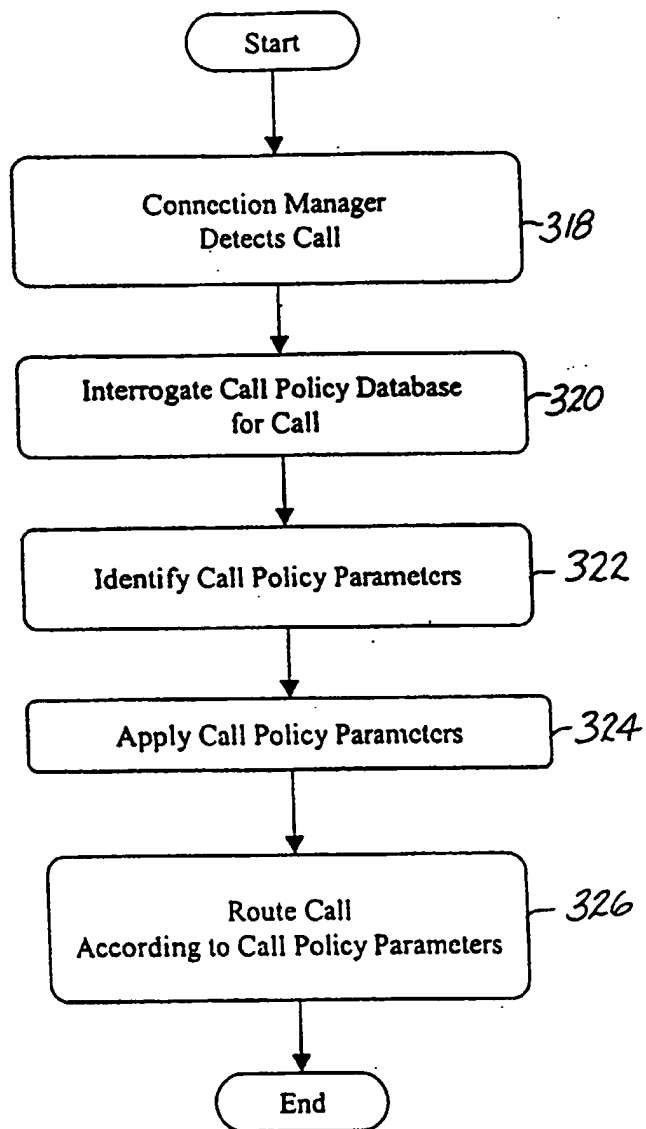 Start
Connection Manager
Detects Call
318
Interrogate Call Policy Database
for Call
320
Identify Call Policy Parameters
322
Apply Call Policy Parameters
324
Route Call
According to Call Policy Parameters
326
End